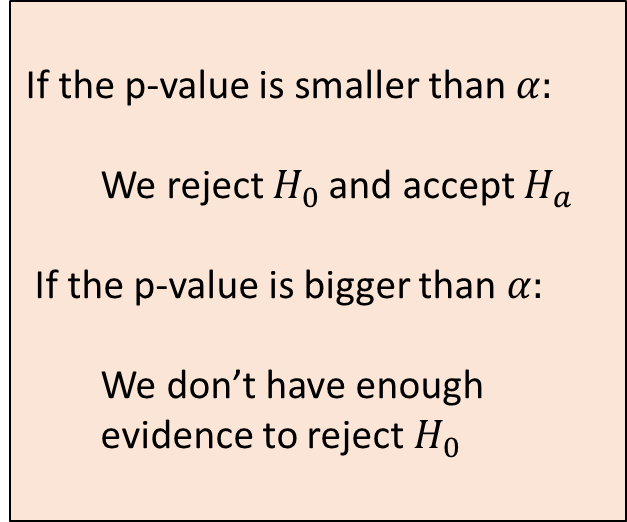 If the p-value is smaller than α:
We reject H₀ and accept Hₐ
If the p-value is bigger than α:
We don’t have enough
evidence to reject H₀